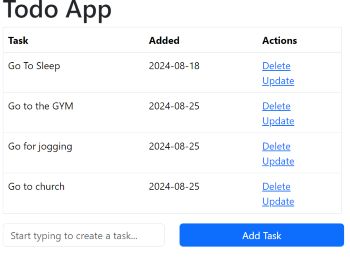 Todo App
Task Added Actions
Go To Sleep 2024-08-18 Delete
Update
Go to the GYM 2024-08-25 Delete
Update
Go for jogging 2024-08-25 Delete
Update
Go to church 2024-08-25 Delete
Update
Start typing to create a task... Add Task